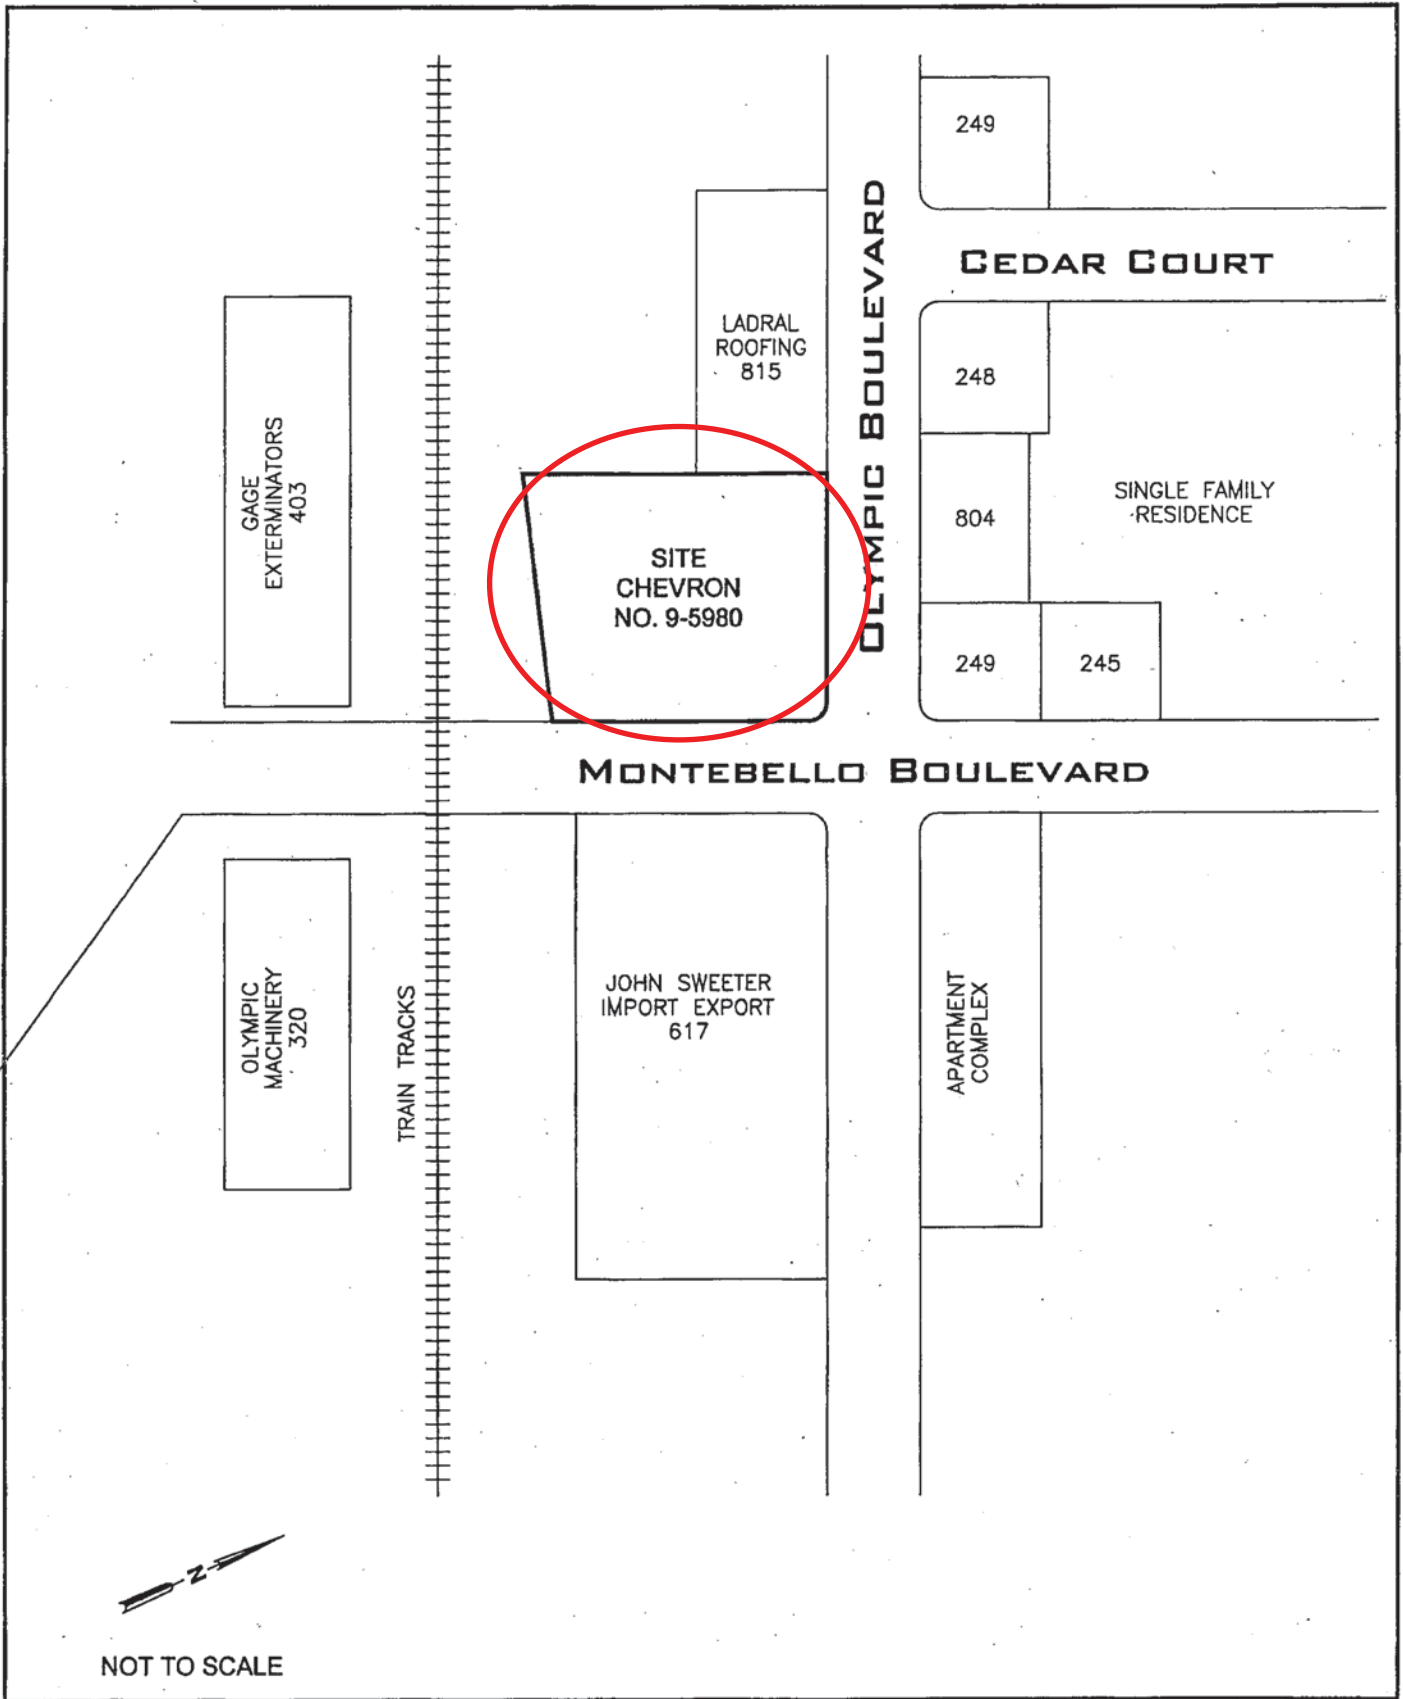 249
CEDAR COURT
OLYMPIC BOULEVARD
LADRAL
ROOFING
815
248
GAGE
EXTERMINATORS
403
SINGLE FAMILY
RESIDENCE
804
SITE
CHEVRON
NO. 9-5980
249
245
MONTEBELLO BOULEVARD
OLYMPIC
MACHINERY
320
TRAIN TRACKS
JOHN SWEETER
IMPORT EXPORT
617
APARTMENT
COMPLEX
N
NOT TO SCALE